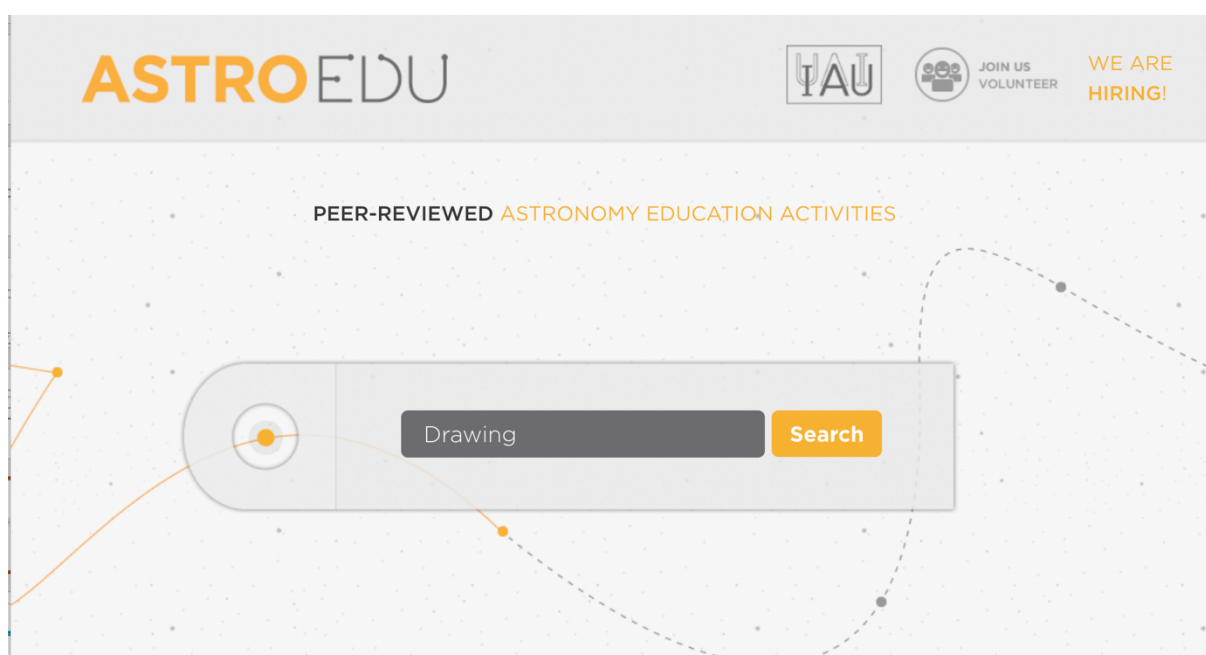 ASTROEDU
IAU
JOIN US
VOLUNTEER
WE ARE
HIRING!
PEER-REVIEWED ASTRONOMY EDUCATION ACTIVITIES
Drawing
Search